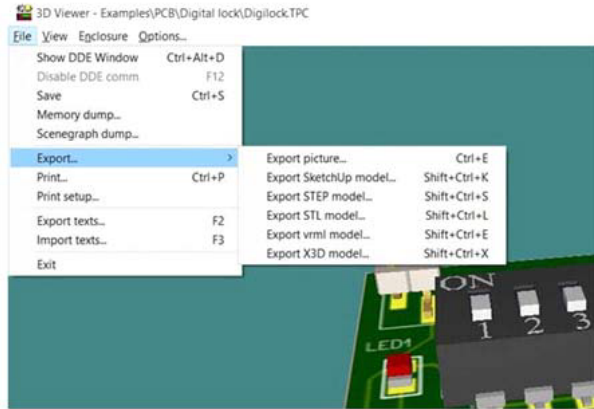 3D Viewer - Examples\PCB\Digital lock\Digilock.TPC
File View Enclosure Options...
Show DDE Window Ctrl+Alt+D
Disable DDE comm F12
Save Ctrl+S
Memory dump...
Scenegraph dump...
Export... >
Print... Ctrl+P
Print setup...
Export texts... F2
Import texts... F3
Exit
Export picture... Ctrl+E
Export SketchUp model... Shift+Ctrl+K
Export STEP model... Shift+Ctrl+S
Export STL model... Shift+Ctrl+L
Export vrml model... Shift+Ctrl+E
Export X3D model... Shift+Ctrl+X
ON
1 2 3
LED1